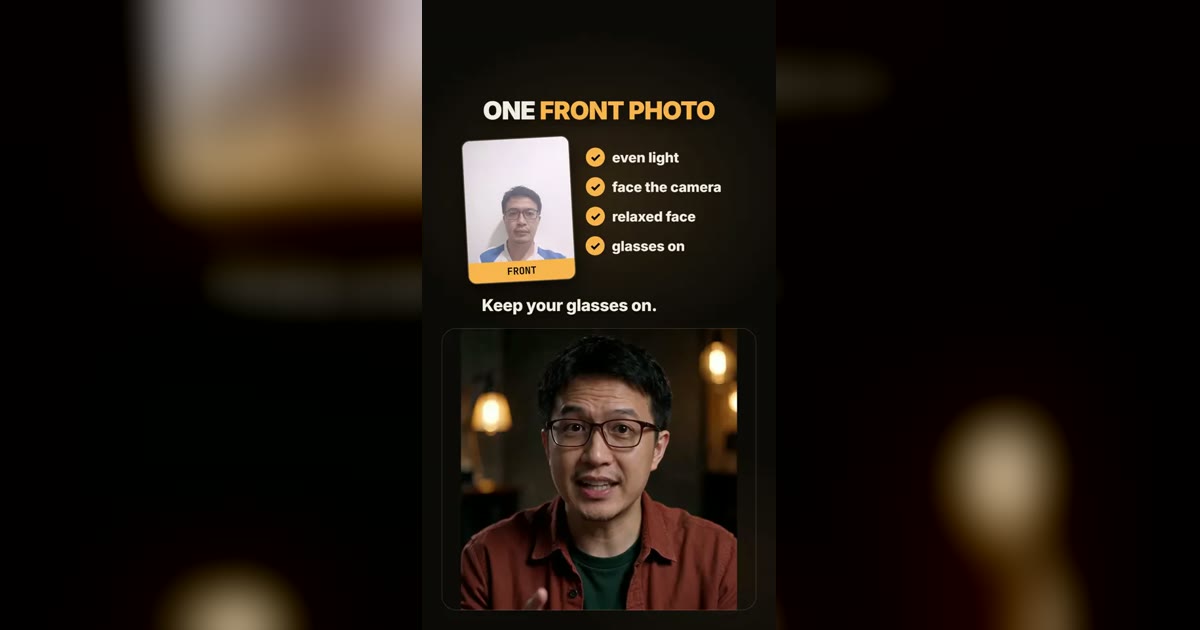 ONE FRONT PHOTO
even light
face the camera
relaxed face
glasses on
FRONT
Keep your glasses on.